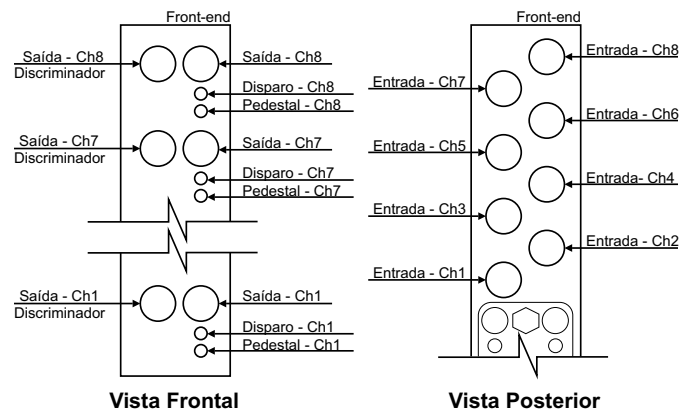 Front-end
Saída - Ch8
Discriminador
Saída - Ch8
Disparo - Ch8
Pedestal - Ch8
Saída - Ch7
Discriminador
Saída - Ch7
Disparo - Ch7
Pedestal - Ch7
Saída - Ch1
Discriminador
Saída - Ch1
Disparo - Ch1
Pedestal - Ch1
Vista Frontal
Front-end
Entrada - Ch8
Entrada - Ch7
Entrada - Ch6
Entrada - Ch5
Entrada- Ch4
Entrada - Ch3
Entrada - Ch2
Entrada - Ch1
Vista Posterior